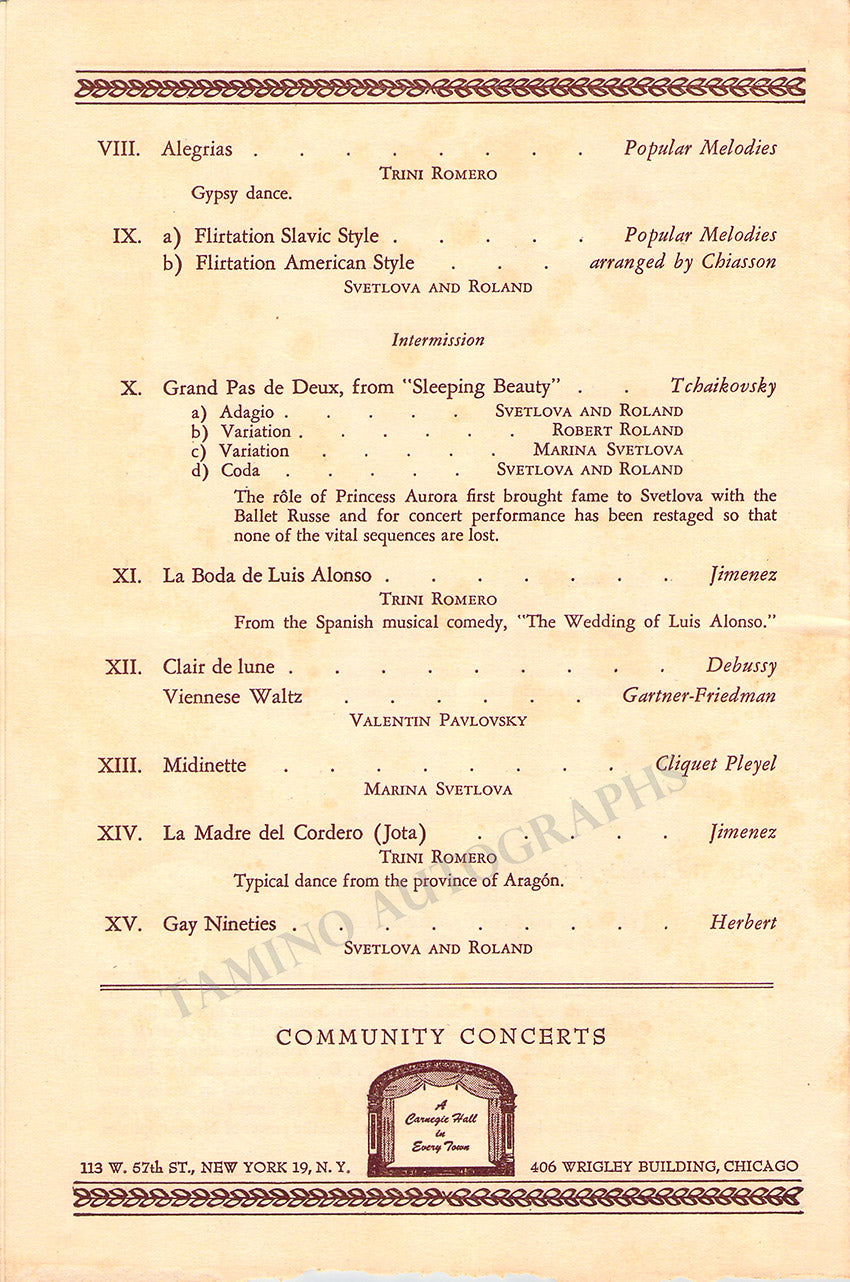 VIII. Alegrias . . . . . . . . Popular Melodies
Trini Romero
Gypsy dance.
IX. a) Flirtation Slavic Style . . . . . Popular Melodies
b) Flirtation American Style . . . arranged by Chiasson
Svetlova and Roland
Intermission
X. Grand Pas de Deux, from "Sleeping Beauty" . . Tchaikovsky
a) Adagio . . . . . Svetlova and Roland
b) Variation . . . . . . Robert Roland
c) Variation . . . . . Marina Svetlova
d) Coda . . . . . Svetlova and Roland
The rôle of Princess Aurora first brought fame to Svetlova with the
Ballet Russe and for concert performance has been restaged so that
none of the vital sequences are lost.
XI. La Boda de Luis Alonso . . . . . . . Jimenez
Trini Romero
From the Spanish musical comedy, "The Wedding of Luis Alonso."
XII. Clair de lune . . . . . . . . . Debussy
Viennese Waltz . . . . . . Gartner-Friedman
Valentin Pavlovsky
XIII. Midinette . . . . . . . . Cliquet Pleyel
Marina Svetlova
XIV. La Madre del Cordero (Jota) . . . . . Jimenez
Trini Romero
Typical dance from the province of Aragón.
XV. Gay Nineties . . . . . . . . . Herbert
Svetlova and Roland
TAMINO AUTOGRAPHS
COMMUNITY CONCERTS
A
Carnegie Hall
in
Every Town
113 W. 57th ST., NEW YORK 19, N. Y.
406 WRIGLEY BUILDING, CHICAGO